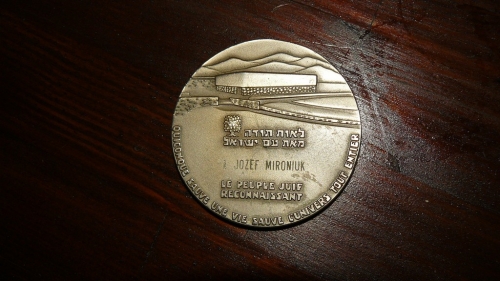 לאות תודה
מאת עם ישראל
I JOZEF MIRONIUK
LE PEUPLE JUIF
RECONNAISSANT
QUICONQUE SAUVE UNE VIE SAUVE L'UNIVERS TOUT ENTIER